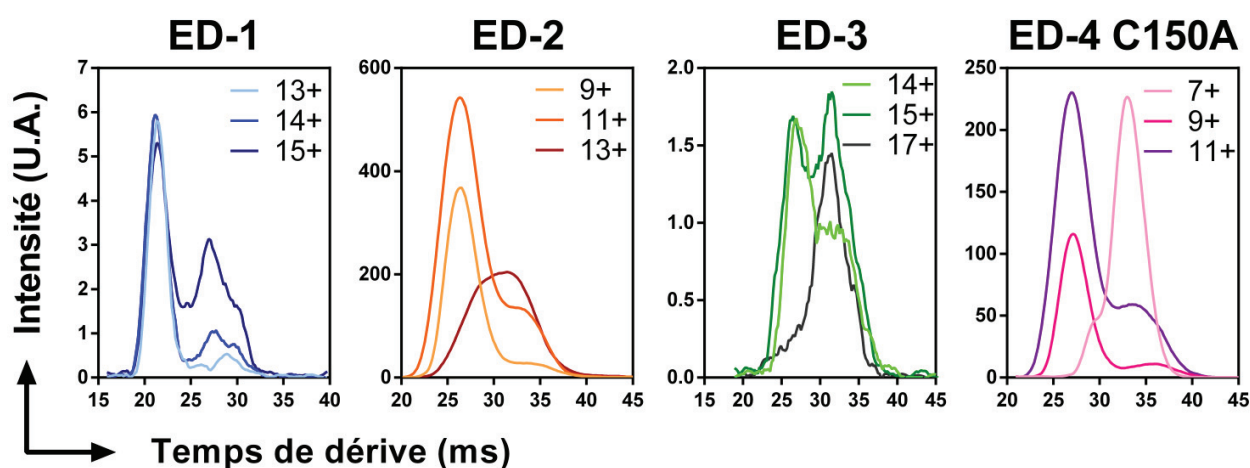 ED-1 ED-2 ED-3 ED-4 C150A
7 600 2.0 250
13+ 9+ 14+ 7+
14+ 11+ 15+ 9+
15+ 13+ 17+ 11+
6 5 4 3 2 1 0
400 200 0
1.5 1.0 0.5 0.0
200 150 100 50 0
15 20 25 30 35 40
20 25 30 35 40 45
20 25 30 35 40 45
20 25 30 35 40 45
Intensité (U.A.)
Temps de dérive (ms)